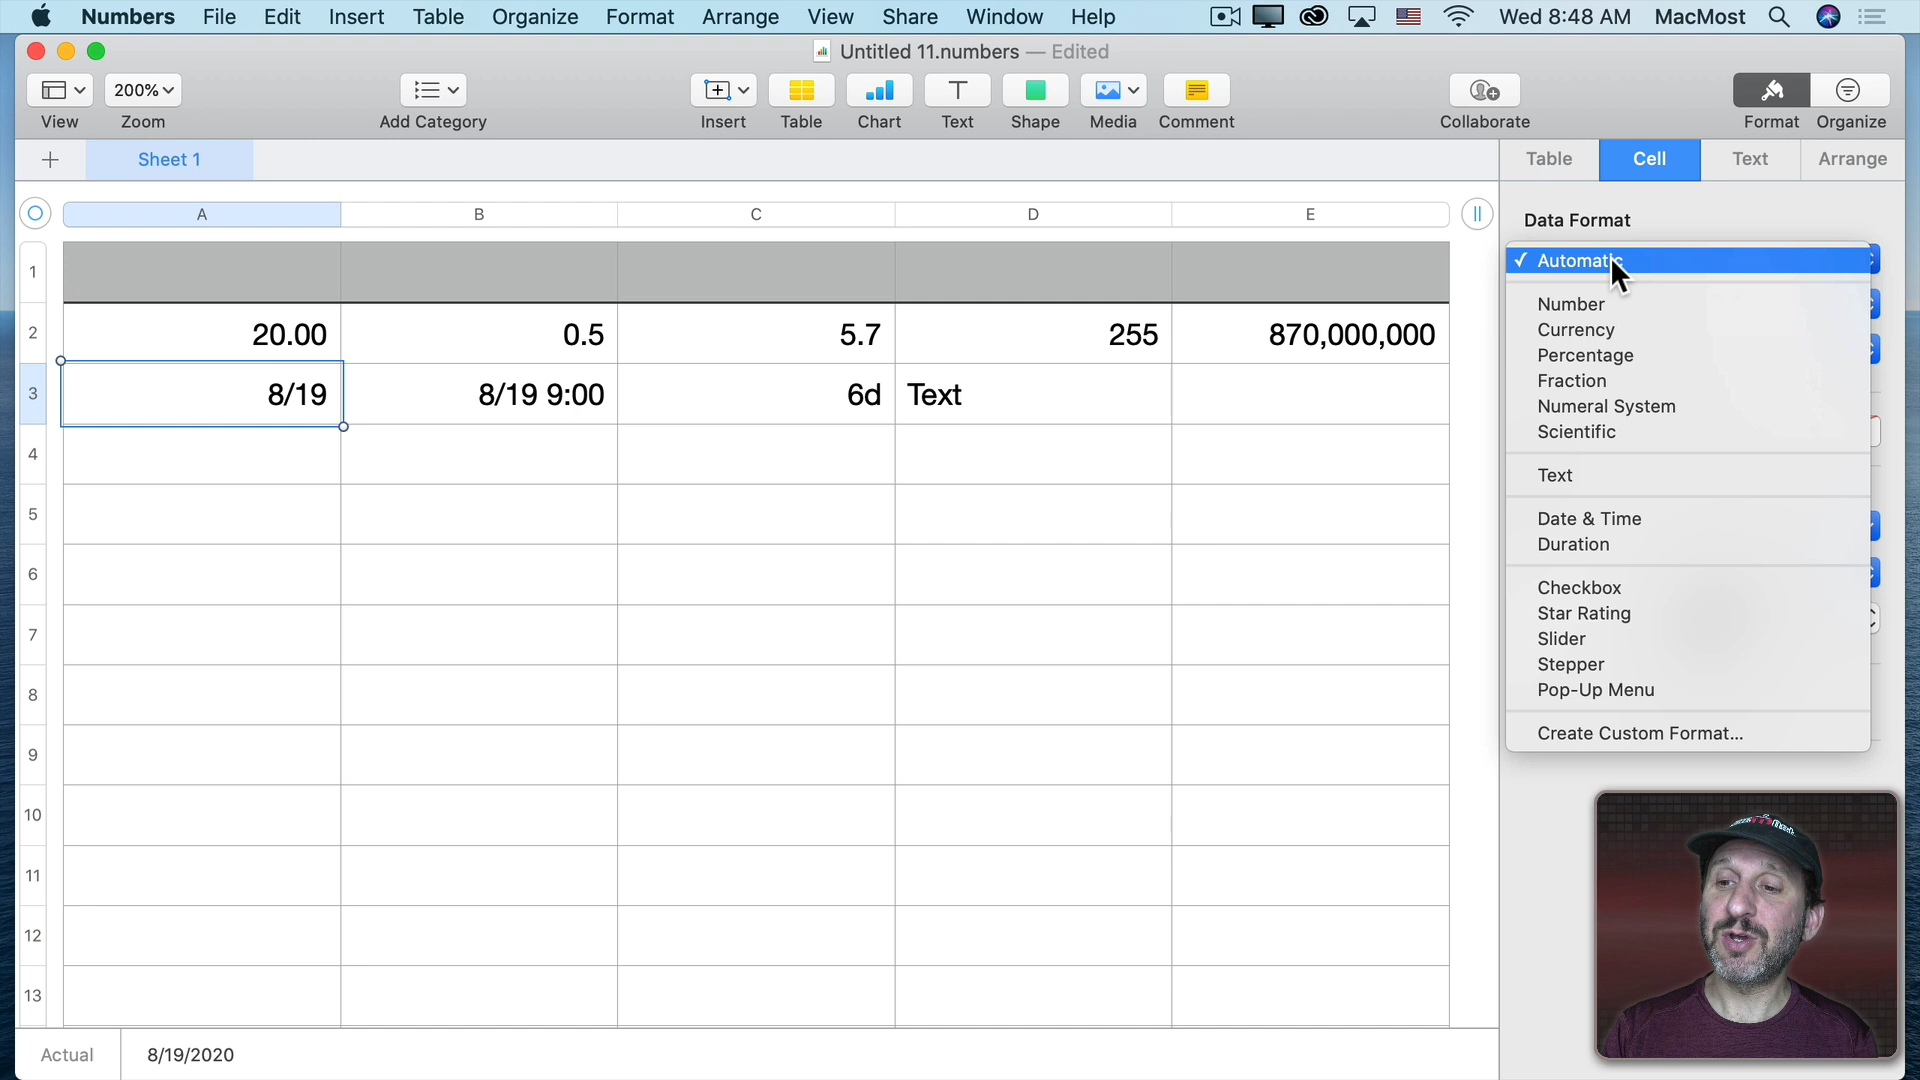 Numbers File Edit Insert Table Organize Format Arrange View Share Window Help Wed 8:48 AM MacMost
Untitled 11.numbers — Edited
200%
View Zoom Add Category Insert Table Chart Text Shape Media Comment Collaborate Format Organize
Sheet 1 Table Cell Text Arrange
A B C D E
Data Format
✓ Automatic
1
Number
2 20.00 0.5 5.7 255 870,000,000
Currency
Percentage
Fraction
3 8/19 8/19 9:00 6d Text
Numeral System
Scientific
4
Text
5
Date & Time
Duration
6
Checkbox
Star Rating
7
Slider
Stepper
8
Pop-Up Menu
Create Custom Format...
9
10
11
12
13
Actual 8/19/2020